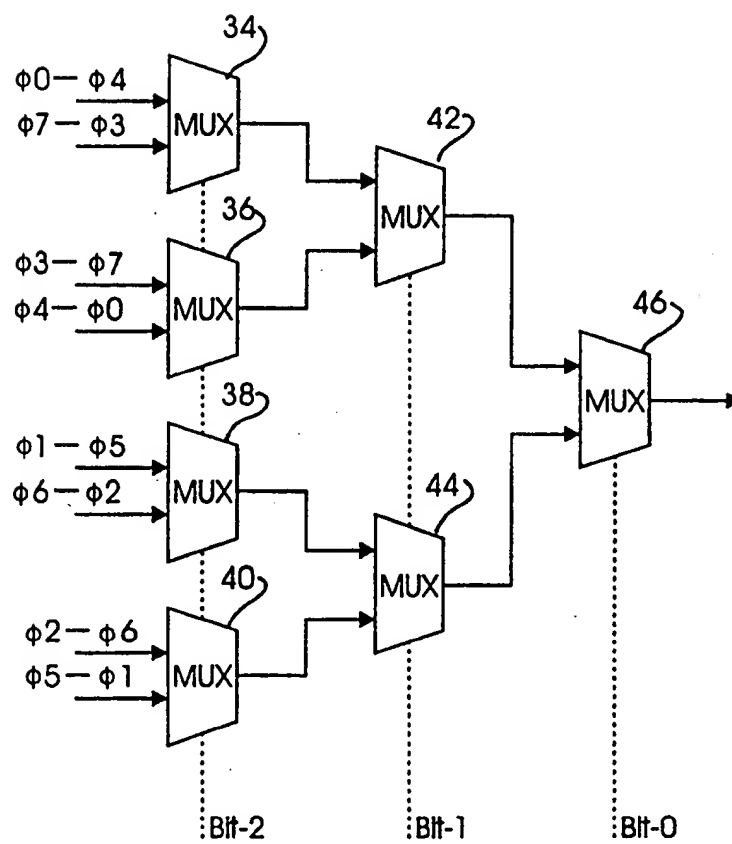 34
ϕ0— ϕ4
ϕ7— ϕ3
MUX
42
MUX
36
ϕ3— ϕ7
ϕ4— ϕ0
MUX
46
MUX
38
ϕ1— ϕ5
ϕ6— ϕ2
MUX
44
MUX
40
ϕ2— ϕ6
ϕ5— ϕ1
MUX
Bit-2
Bit-1
Bit-0